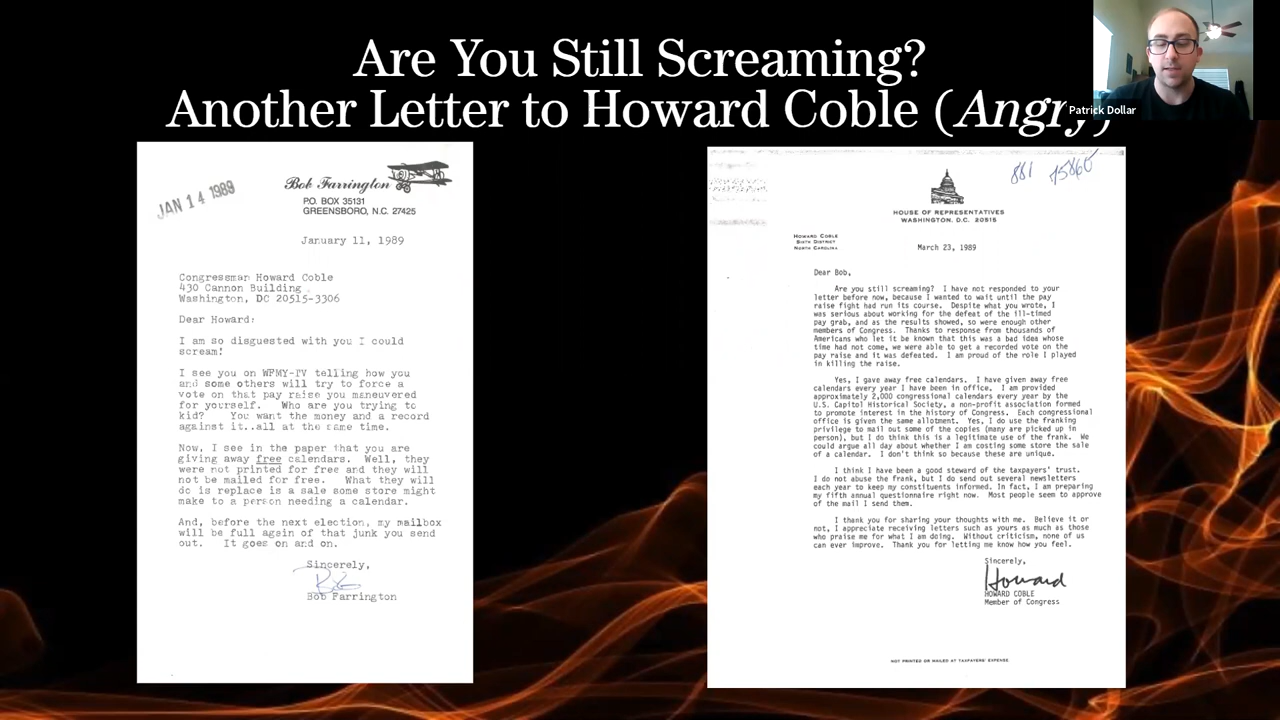 Are You Still Screaming?
Another Letter to Howard Coble (Angry)
Patrick Dollar
JAN 14 1989
Bob Farrington
P.O. BOX 35131
GREENSBORO, N.C. 27425
January 11, 1989
Congressman Howard Coble
430 Cannon Building
Washington, DC 20515-3306
Dear Howard:
I am so disguested with you I could
scream!
I see you on WFMY-TV telling how you
and some others will try to force a
vote on that pay raise you maneuvered
for yourself. Who are you trying to
kid? You want the money and a record
against it..all at the same time.
Now, I see in the paper that you are
giving away free calendars. Well, they
were not printed for free and they will
not be mailed for free. What they will
do is replace is a sale some store might
make to a person needing a calendar.
And, before the next election, my mailbox
will be full again of that junk you send
out. It goes on and on.
Sincerely,
Bob
Bob Farrington
881 45860
HOUSE OF REPRESENTATIVES
WASHINGTON, D.C. 20515
HOWARD COBLE
SIXTH DISTRICT
NORTH CAROLINA
March 23, 1989
Dear Bob,
Are you still screaming? I have not responded to your
letter before now, because I wanted to wait until the pay
raise fight had run its course. Despite what you wrote, I
was serious about working for the defeat of the ill-timed
pay grab, and as the results showed, so were enough other
members of Congress. Thanks to response from thousands of
Americans who let it be known that this was a bad idea whose
time had not come, we were able to get a recorded vote on the
pay raise and it was defeated. I am proud of the role I played
in killing the raise.
Yes, I gave away free calendars. I have given away free
calendars every year I have been in office. I am provided
approximately 2,000 congressional calendars every year by the
U.S. Capitol Historical Society, a non-profit association formed
to promote interest in the history of Congress. Each congressional
office is given the same allotment. Yes, I do use the franking
privilege to mail out some of the copies (many are picked up in
person), but I do think this is a legitimate use of the frank. We
could argue all day about whether I am costing some store the sale
of a calendar. I don't think so because these are unique.
I think I have been a good steward of the taxpayers' trust.
I do not abuse the frank, but I do send out several newsletters
each year to keep my constituents informed. In fact, I am preparing
my fifth annual questionnaire right now. Most people seem to approve
of the mail I send them.
I thank you for sharing your thoughts with me. Believe it or
not, I appreciate receiving letters such as yours as much as those
who praise me for what I am doing. Without criticism, none of us
can ever improve. Thank you for letting me know how you feel.
Sincerely,
Howard
HOWARD COBLE
Member of Congress
NOT PRINTED OR MAILED AT TAXPAYERS' EXPENSE.